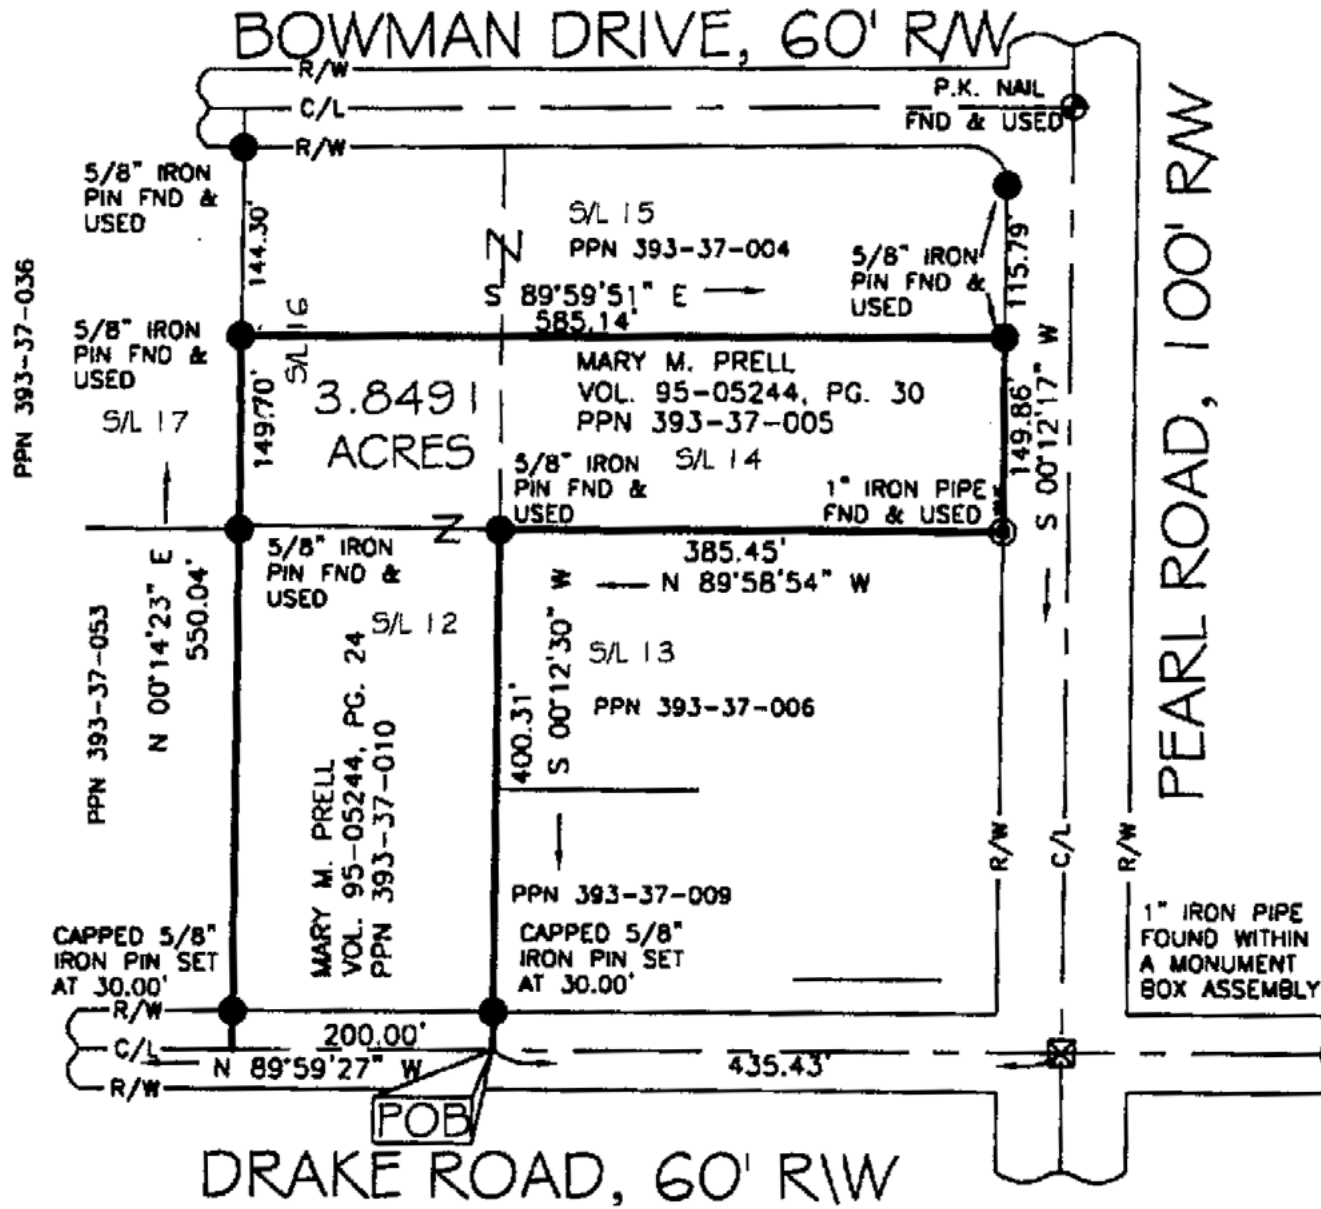 BOWMAN DRIVE, 60' R/W
R/W
C/L
R/W
P.K. NAIL
FND & USED
5/8" IRON
PIN FND &
USED
144.30'
S/L 15
PPN 393-37-004
5/8" IRON
PIN FND &
USED
115.79'
PEARL ROAD, 100' R/W
PPN 393-37-036
S 89°59'51" E
585.14'
5/8" IRON
PIN FND &
USED
S/L 16
MARY M. PRELL
VOL. 95-05244, PG. 30
PPN 393-37-005
3.8491
ACRES
S/L 17
149.70'
149.86'
S 00°12'17" W
S/L 14
5/8" IRON
PIN FND &
USED
1" IRON PIPE
FND & USED
385.45'
N 89°58'54" W
5/8" IRON
PIN FND &
USED
N 00°14'23" E
550.04'
PPN 393-37-053
S/L 12
MARY M. PRELL
VOL. 95-05244, PG. 24
PPN 393-37-010
400.31'
S 00°12'30" W
S/L 13
PPN 393-37-006
R/W
C/L
R/W
PPN 393-37-009
CAPPED 5/8"
IRON PIN SET
AT 30.00'
CAPPED 5/8"
IRON PIN SET
AT 30.00'
1" IRON PIPE
FOUND WITHIN
A MONUMENT
BOX ASSEMBLY
R/W
C/L
R/W
200.00'
N 89°59'27" W
435.43'
POB
DRAKE ROAD, 60' R\W